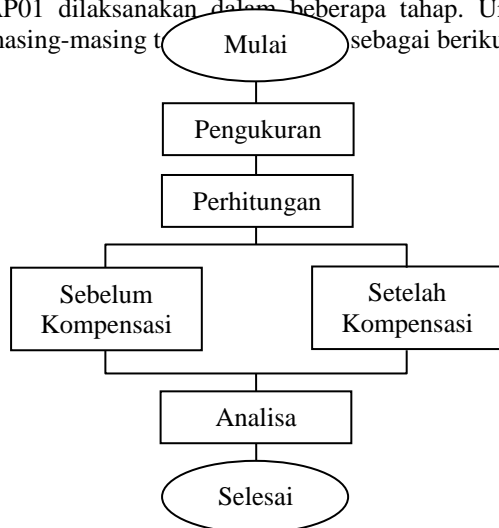 AP01 dilaksanakan dalam beberapa tahap.
masing-masing sebagai
Mulai
Pengukuran
Perhitungan
Sebelum
Kompensasi
Setelah
Kompensasi
Analisa
Selesai